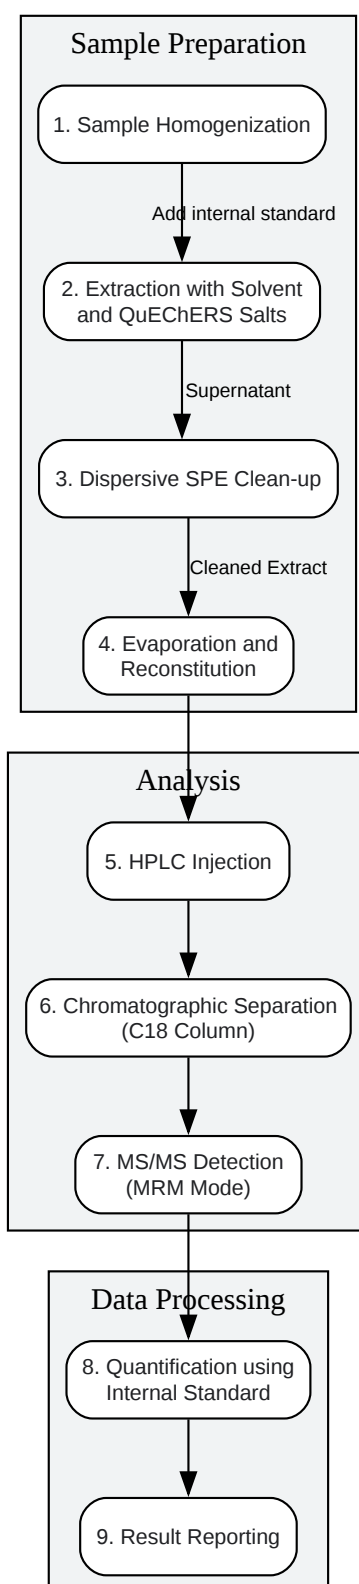 Sample Preparation
1. Sample Homogenization
Add internal standard
2. Extraction with Solvent
and QuEChERS Salts
Supernatant
3. Dispersive SPE Clean-up
Cleaned Extract
4. Evaporation and
Reconstitution
Analysis
5. HPLC Injection
6. Chromatographic Separation
(C18 Column)
7. MS/MS Detection
(MRM Mode)
Data Processing
8. Quantification using
Internal Standard
9. Result Reporting